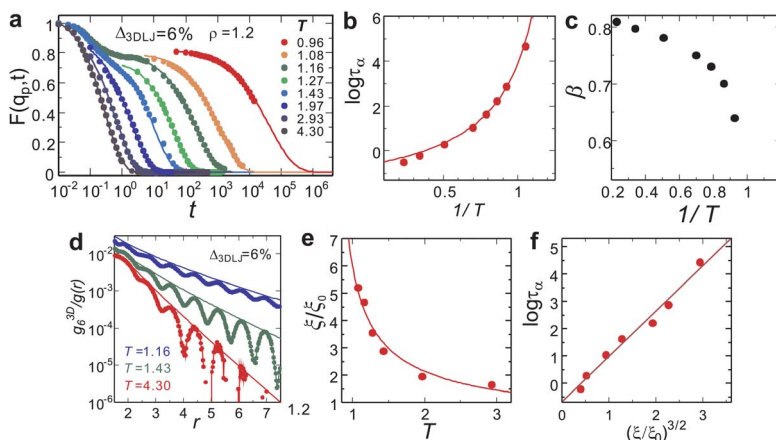 a
Δ3DLJ=6% ρ=1.2
T
0.96
1.08
1.16
1.27
1.43
1.97
2.93
4.30
F(qp,t)
1
0.8
0.6
0.4
0.2
0
10⁻² 10⁻¹ 10⁰ 10¹ 10² 10³ 10⁴ 10⁵ 10⁶
t
b
logτα
6
4
2
0
0.5 1
1/T
c
β
0.8
0.7
0.6
0.2 0.4 0.6 0.8 1
1/T
d
Δ3DLJ=6%
g₆³ᴰ/g(r)
10⁻²
10⁻³
10⁻⁴
10⁻⁵
10⁻⁶
T=1.16
T=1.43
T=4.30
2 3 4 5 6 7
r
1.2
e
ξ/ξ₀
7
6
5
4
3
2
1
1 2 3
T
f
logτα
5
4
3
2
1
0
0 1 2 3
(ξ/ξ₀)³ᐟ²